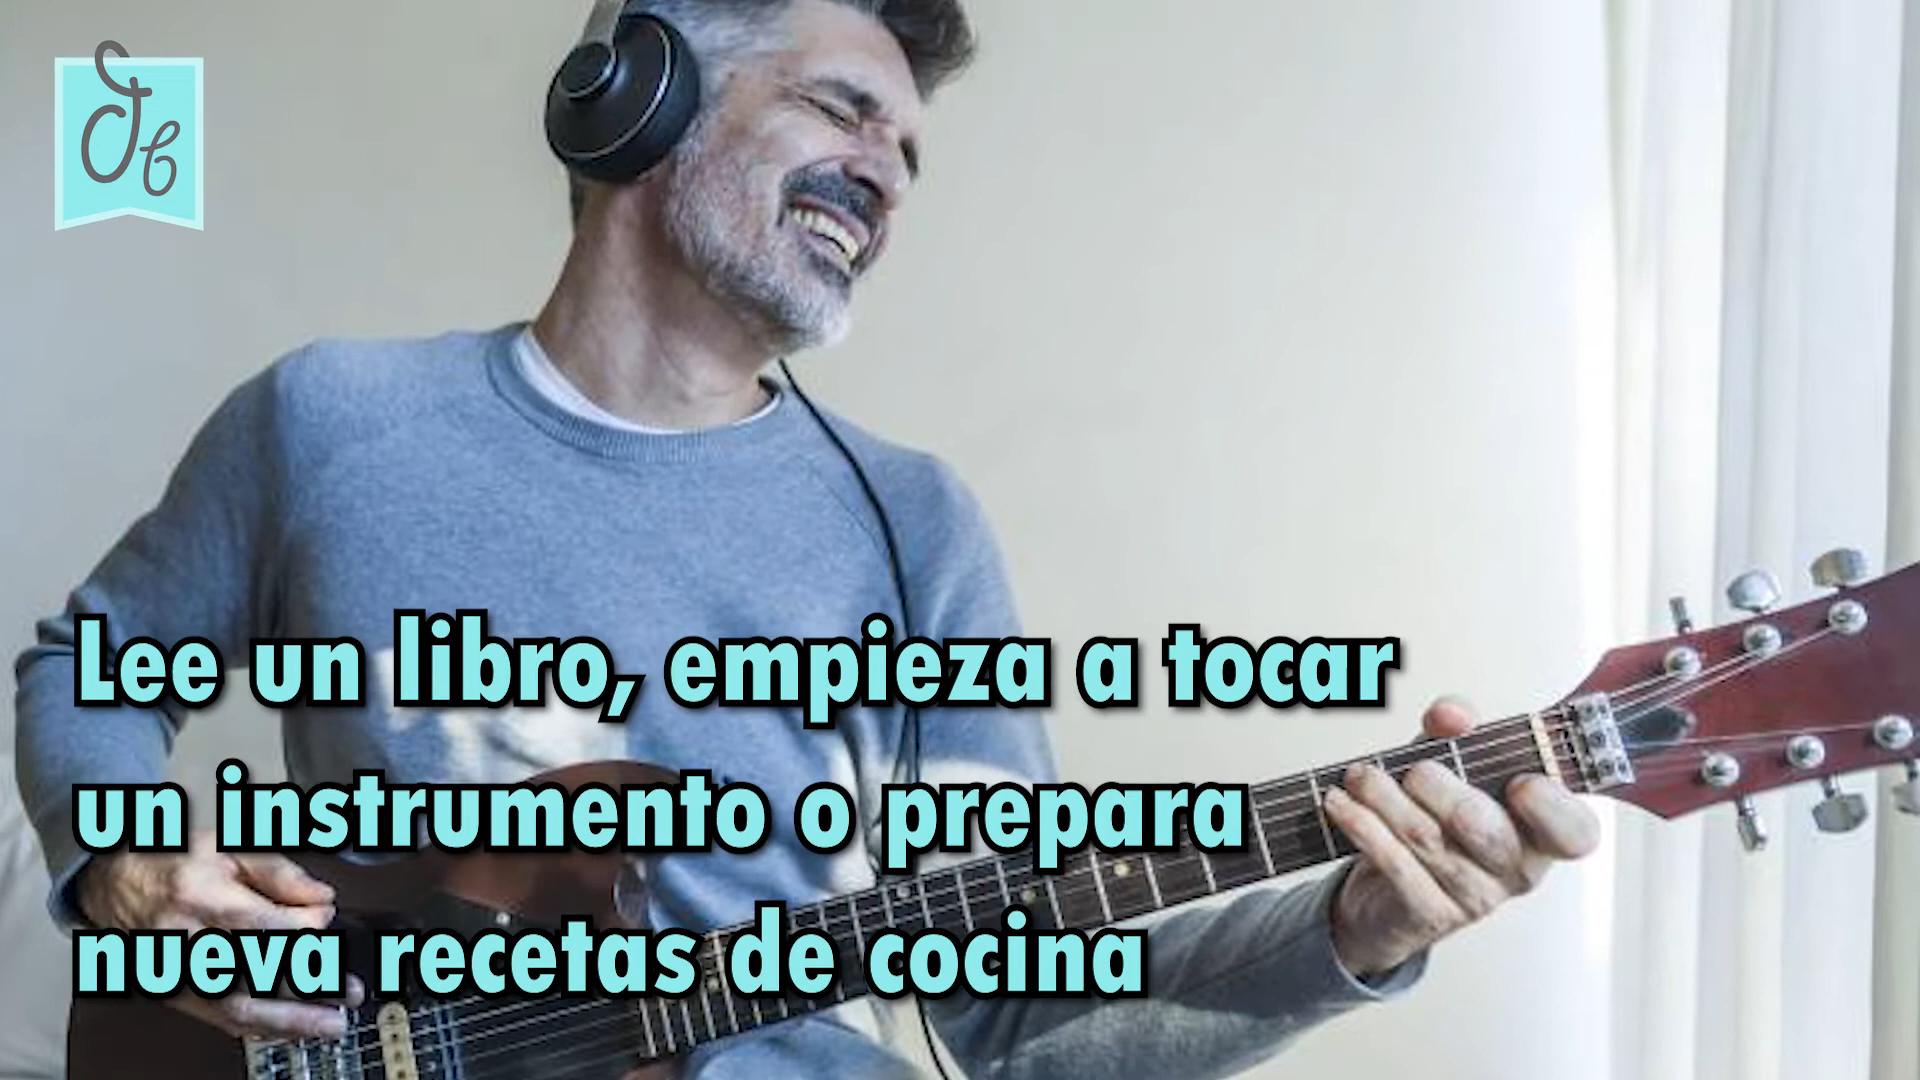 Lee un libro, empieza a tocar
un instrumento o prepara
nueva recetas de cocina